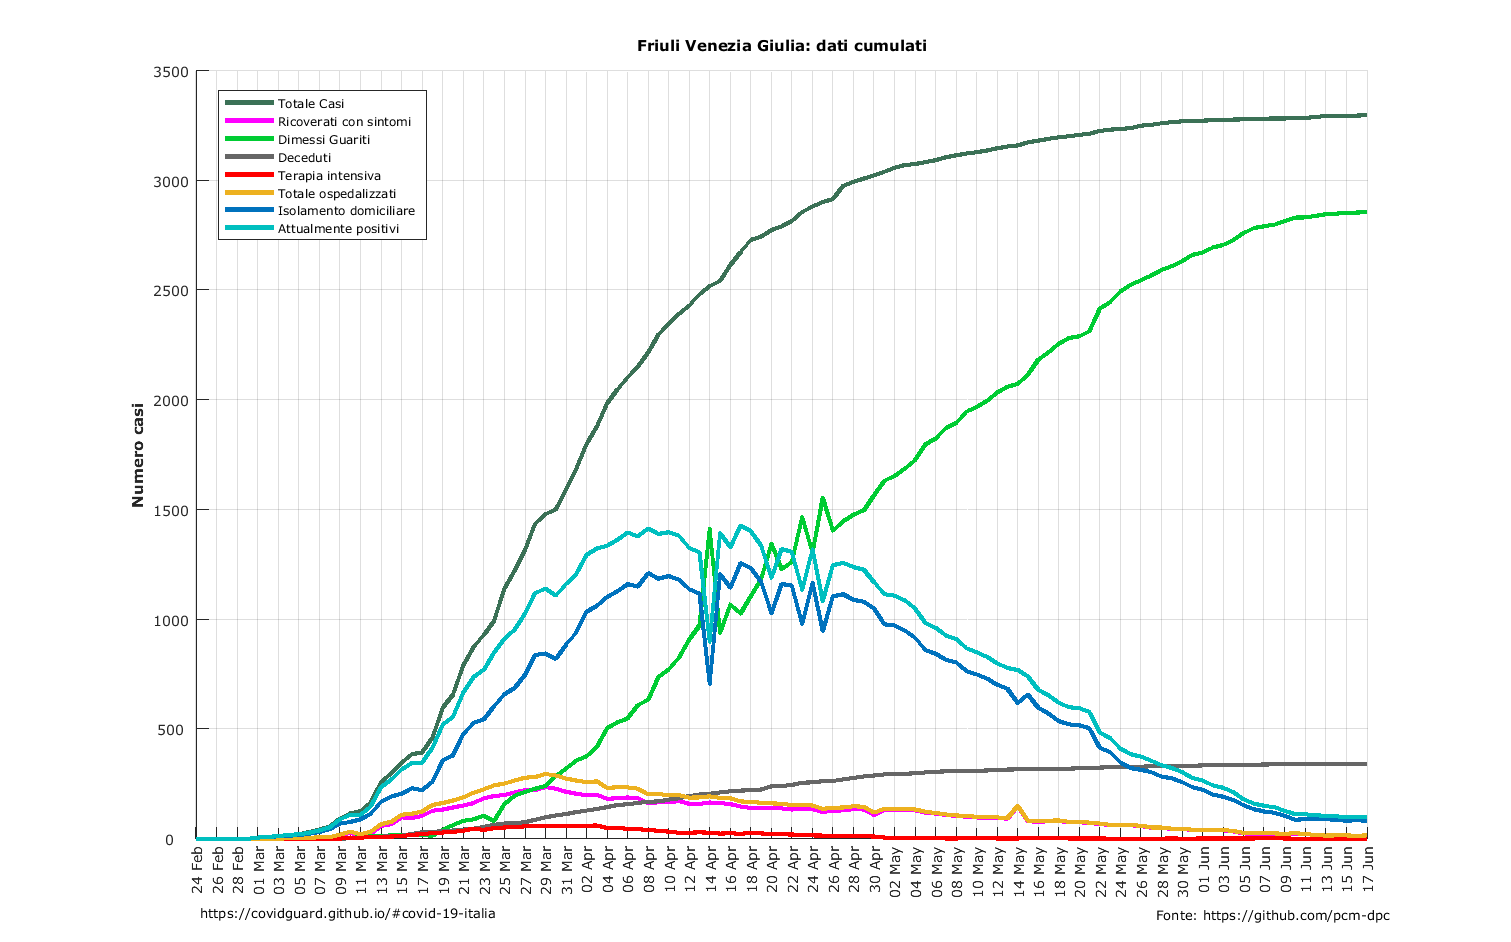 Friuli Venezia Giulia: dati cumulati
Numero casi
3500
3000
2500
2000
1500
1000
500
0
Totale Casi
Ricoverati con sintomi
Dimessi Guariti
Deceduti
Terapia intensiva
Totale ospedalizzati
Isolamento domiciliare
Attualmente positivi
24 Feb
26 Feb
28 Feb
01 Mar
03 Mar
05 Mar
07 Mar
09 Mar
11 Mar
13 Mar
15 Mar
17 Mar
19 Mar
21 Mar
23 Mar
25 Mar
27 Mar
29 Mar
31 Mar
02 Apr
04 Apr
06 Apr
08 Apr
10 Apr
12 Apr
14 Apr
16 Apr
18 Apr
20 Apr
22 Apr
24 Apr
26 Apr
28 Apr
30 Apr
02 May
04 May
06 May
08 May
10 May
12 May
14 May
16 May
18 May
20 May
22 May
24 May
26 May
28 May
30 May
01 Jun
03 Jun
05 Jun
07 Jun
09 Jun
11 Jun
13 Jun
15 Jun
17 Jun
https://covidguard.github.io/#covid-19-italia
Fonte: https://github.com/pcm-dpc